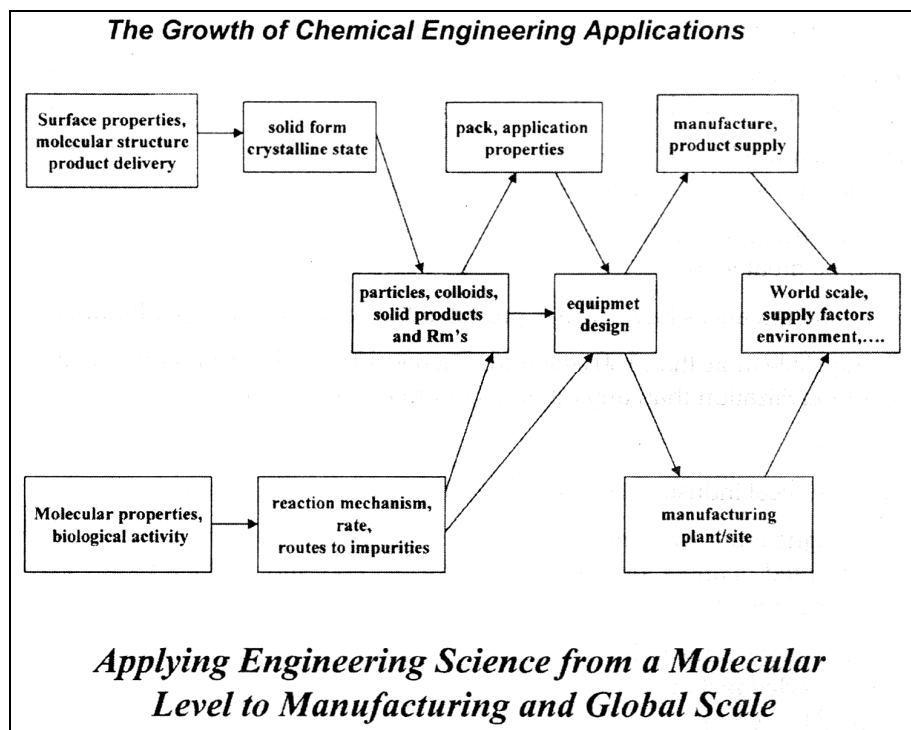 The Growth of Chemical Engineering Applications
Surface properties,
molecular structure
product delivery
solid form
crystalline state
pack, application
properties
manufacture,
product supply
particles, colloids,
solid products
and Rm's
equipmet
design
World scale,
supply factors
environment,....
Molecular properties,
biological activity
reaction mechanism,
rate,
routes to impurities
manufacturing
plant/site
Applying Engineering Science from a Molecular
Level to Manufacturing and Global Scale